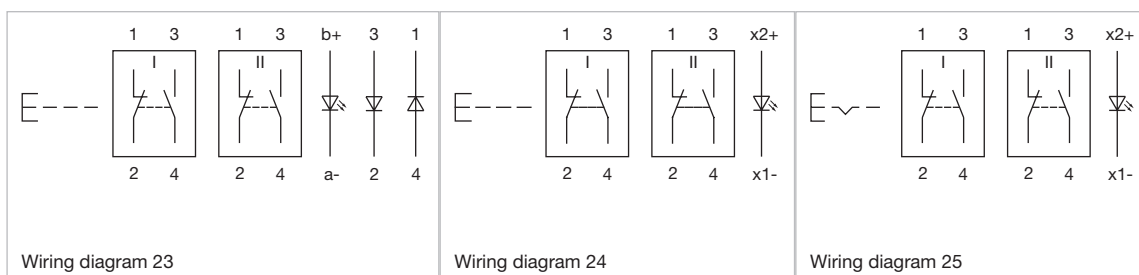 1 3 1 3 b+ 3 1
I II
2 4 2 4 a- 2 4
Wiring diagram 23
1 3 1 3 x2+
I II
2 4 2 4 x1-
Wiring diagram 24
1 3 1 3 x2+
I II
2 4 2 4 x1-
Wiring diagram 25